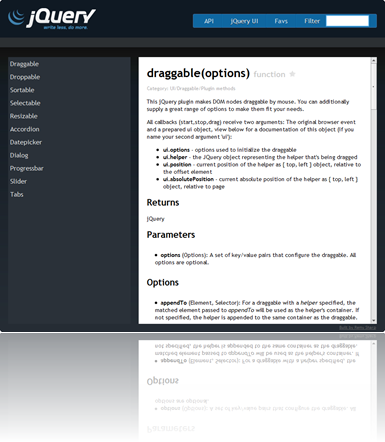 jQuery
write less. do more.
API jQuery UI Favs Filter
Draggable
Droppable
Sortable
Selectable
Resizable
Accordion
Datepicker
Dialog
Progressbar
Slider
Tabs
draggable(options) function
Category: UI/Draggable/Plugin methods
This jQuery plugin makes DOM nodes draggable by mouse. You can additionally
supply a great range of options to make them fit your needs.
All callbacks (start,stop,drag) receive two arguments: The original browser event
and a prepared ui object, view below for a documentation of this object (if you
name your second argument 'ui'):
ui.options - options used to initialize the draggable
ui.helper - the JQuery object representing the helper that's being dragged
ui.position - current position of the helper as { top, left } object, relative to
the offset element
ui.absolutePosition - current absolute position of the helper as { top, left }
object, relative to page
Returns
jQuery
Parameters
options (Options): A set of key/value pairs that configure the draggable. All
options are optional.
Options
appendTo (Element, Selector): For a draggable with a helper specified, the
matched element passed to appendTo will be used as the helper's container. If
not specified, the helper is appended to the same container as the draggable.